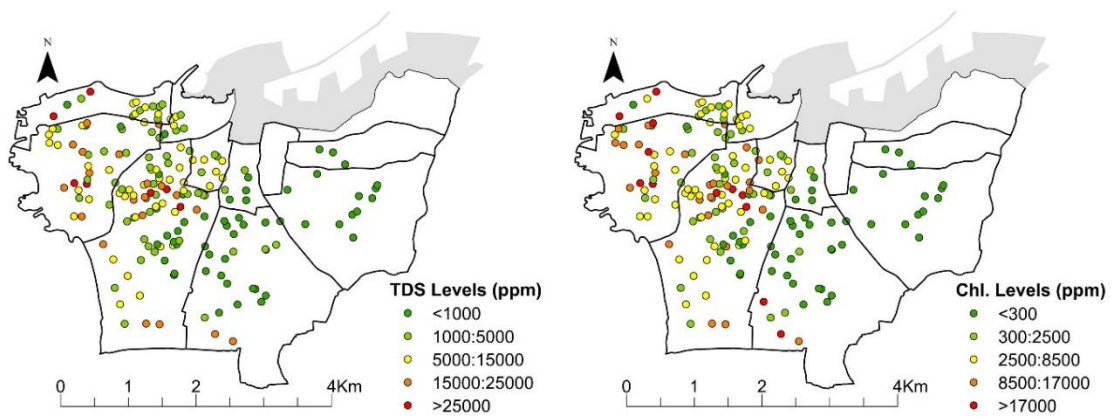 N
TDS Levels (ppm)
<1000
1000:5000
5000:15000
15000:25000
>25000
0 1 2 4Km
N
Chl. Levels (ppm)
<300
300:2500
2500:8500
8500:17000
>17000
0 1 2 4Km